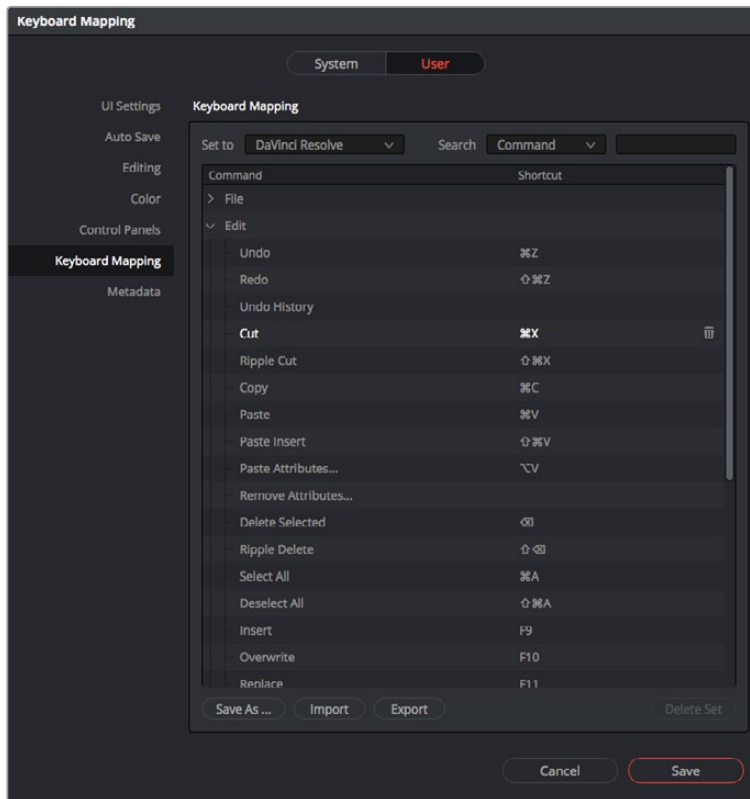 Keyboard Mapping
System User
UI Settings
Auto Save
Editing
Color
Control Panels
Keyboard Mapping
Metadata
Keyboard Mapping
Set to DaVinci Resolve Search Command
Command Shortcut
File
Edit
Undo ⌘Z
Redo ⇧⌘Z
Undo History
Cut ⌘X
Ripple Cut ⇧⌘X
Copy ⌘C
Paste ⌘V
Paste Insert ⇧⌘V
Paste Attributes... ⌥V
Remove Attributes...
Delete Selected ⌫
Ripple Delete ⇧⌫
Select All ⌘A
Deselect All ⇧⌘A
Insert F9
Overwrite F10
Replace F11
Save As ... Import Export Delete Set
Cancel Save